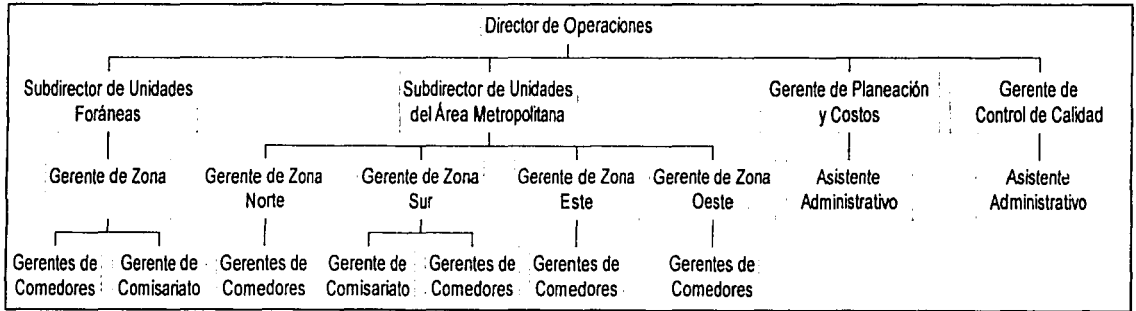 Director de Operaciones
Subdirector de Unidades
Foráneas
Subdirector de Unidades
del Área Metropolitana
Gerente de Planeación
y Costos
Gerente de
Control de Calidad
Gerente de Zona
Gerente de Zona
Norte
Gerente de Zona
Sur
Gerente de Zona
Este
Gerente de Zona
Oeste
Asistente
Administrativo
Asistente
Administrativo
Gerentes de
Comedores
Gerente de
Comisariato
Gerentes de
Comedores
Gerente de
Comisariato
Gerentes de
Comedores
Gerentes de
Comedores
Gerentes de
Comedores